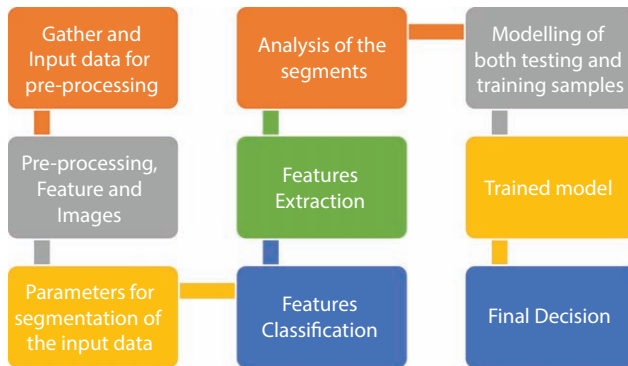 Gather and
Input data for
pre-processing
Pre-processing,
Feature and
Images
Parameters for
segmentation of
the input data
Features
Classification
Features
Extraction
Analysis of the
segments
Modelling of
both testing and
training samples
Trained model
Final Decision